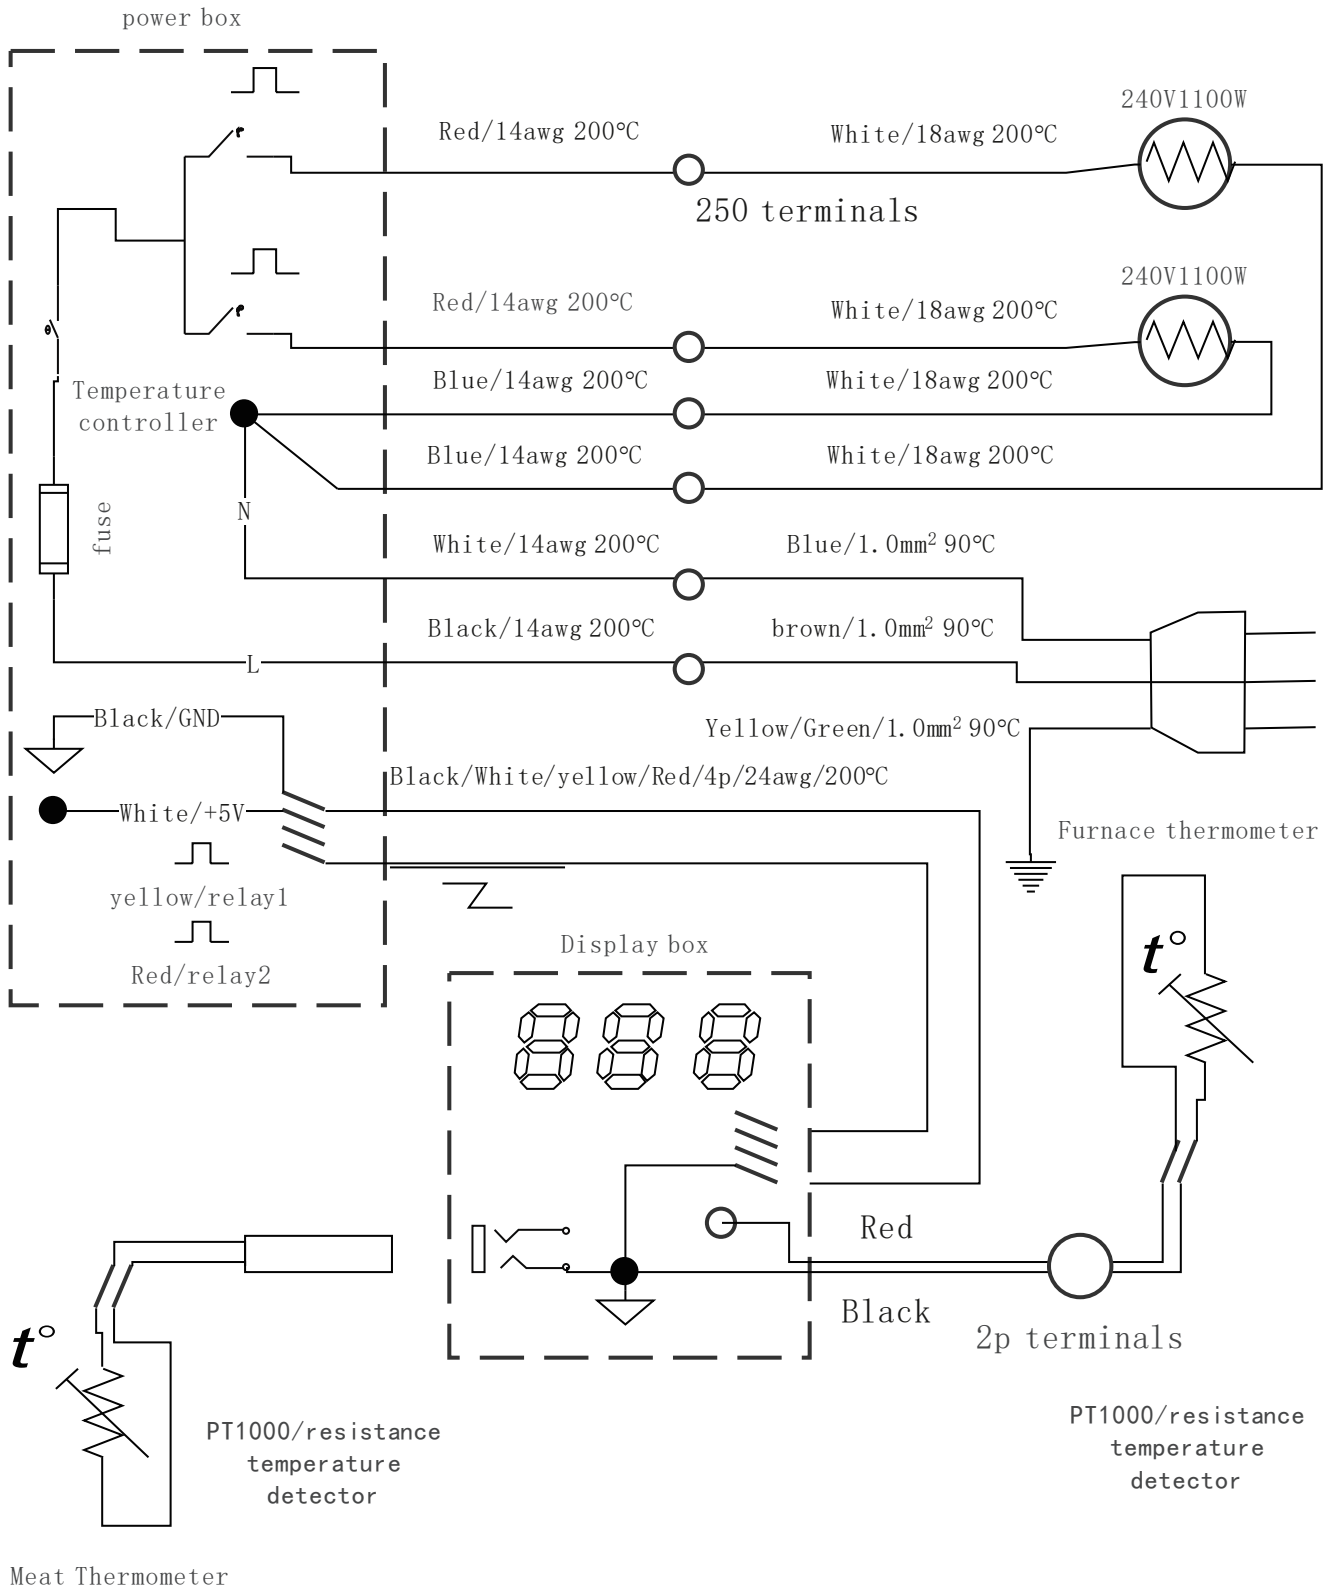 power box
240V1100W
Red/14awg 200℃
White/18awg 200℃
250 terminals
240V1100W
Red/14awg 200℃
White/18awg 200℃
Temperature
controller
Blue/14awg 200℃
White/18awg 200℃
Blue/14awg 200℃
White/18awg 200℃
fuse
N
White/14awg 200℃
Blue/1.0mm² 90℃
Black/14awg 200℃
brown/1.0mm² 90℃
L
Black/GND
Yellow/Green/1.0mm² 90℃
Black/White/yellow/Red/4p/24awg/200℃
White/+5V
Furnace thermometer
yellow/relay1
Red/relay2
Display box
t°
888
Red
Black
2p terminals
t°
PT1000/resistance
temperature
detector
PT1000/resistance
temperature
detector
Meat Thermometer